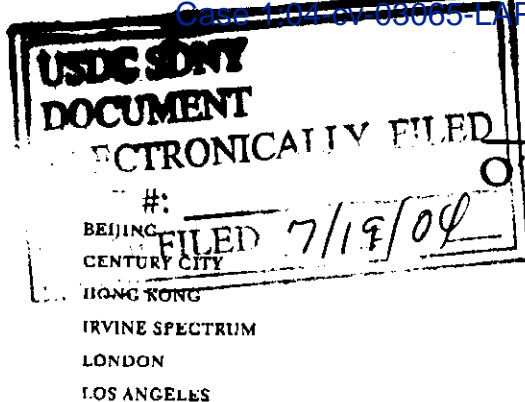 Case 1:04-cv-03065-LAP
USDC SDNY
DOCUMENT
ECTRONICALLY FILED
#:
BEIJING
FILED 7/19/04
CENTURY CITY
HONG KONG
IRVINE SPECTRUM
LONDON
LOS ANGELES